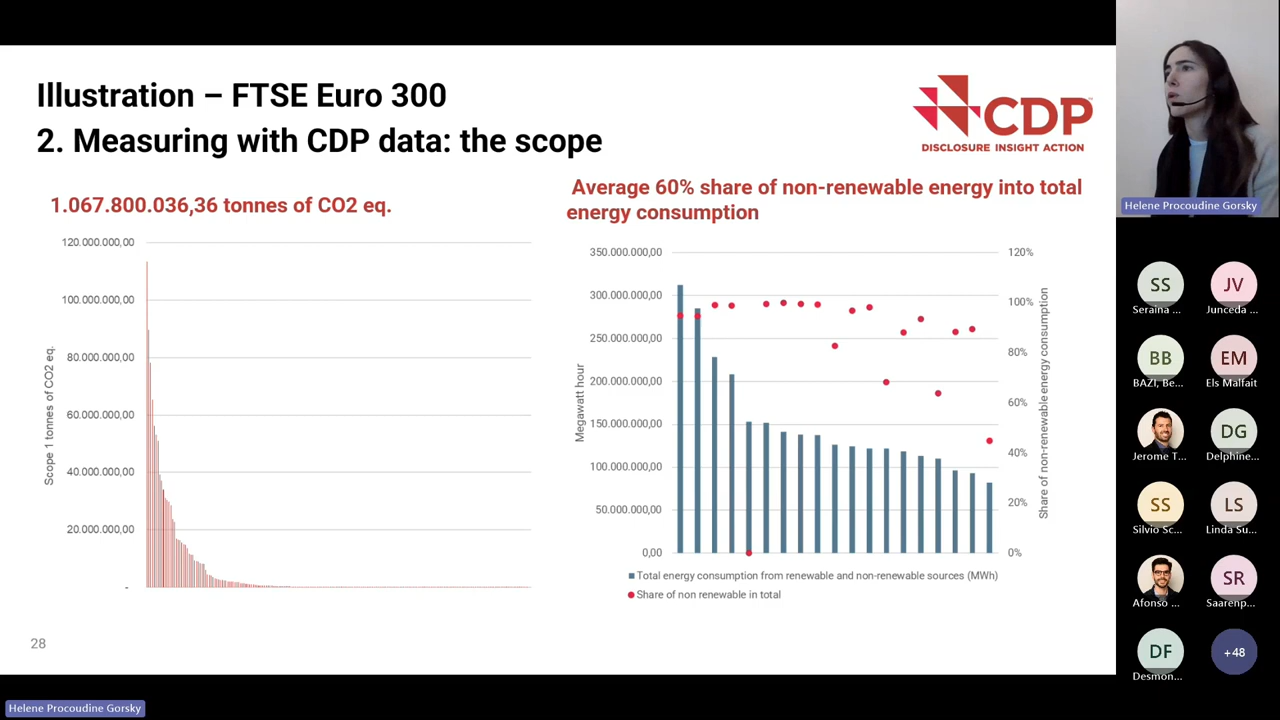 Illustration – FTSE Euro 300
2. Measuring with CDP data: the scope
CDP
DISCLOSURE INSIGHT ACTION
1.067.800.036,36 tonnes of CO2 eq.
120.000.000,00
100.000.000,00
80.000.000,00
60.000.000,00
40.000.000,00
20.000.000,00
-
Scope 1 tonnes of CO2 eq.
Average 60% share of non-renewable energy into total
energy consumption
350.000.000,00
300.000.000,00
250.000.000,00
200.000.000,00
150.000.000,00
100.000.000,00
50.000.000,00
0,00
Megawatt hour
120%
100%
80%
60%
40%
20%
0%
Share of non-renewable energy consumption
Total energy consumption from renewable and non-renewable sources (MWh)
Share of non renewable in total
28
Helene Procoudine Gorsky
Helene Procoudine Gorsky
SS
Seraina ...
JV
Junceda ...
BB
BAZI, Be...
EM
Els Malfait
Jerome T...
DG
Delphine...
SS
Silvio Sc...
LS
Linda Su...
Afonso ...
SR
Saarenp...
DF
Desmon...
+48